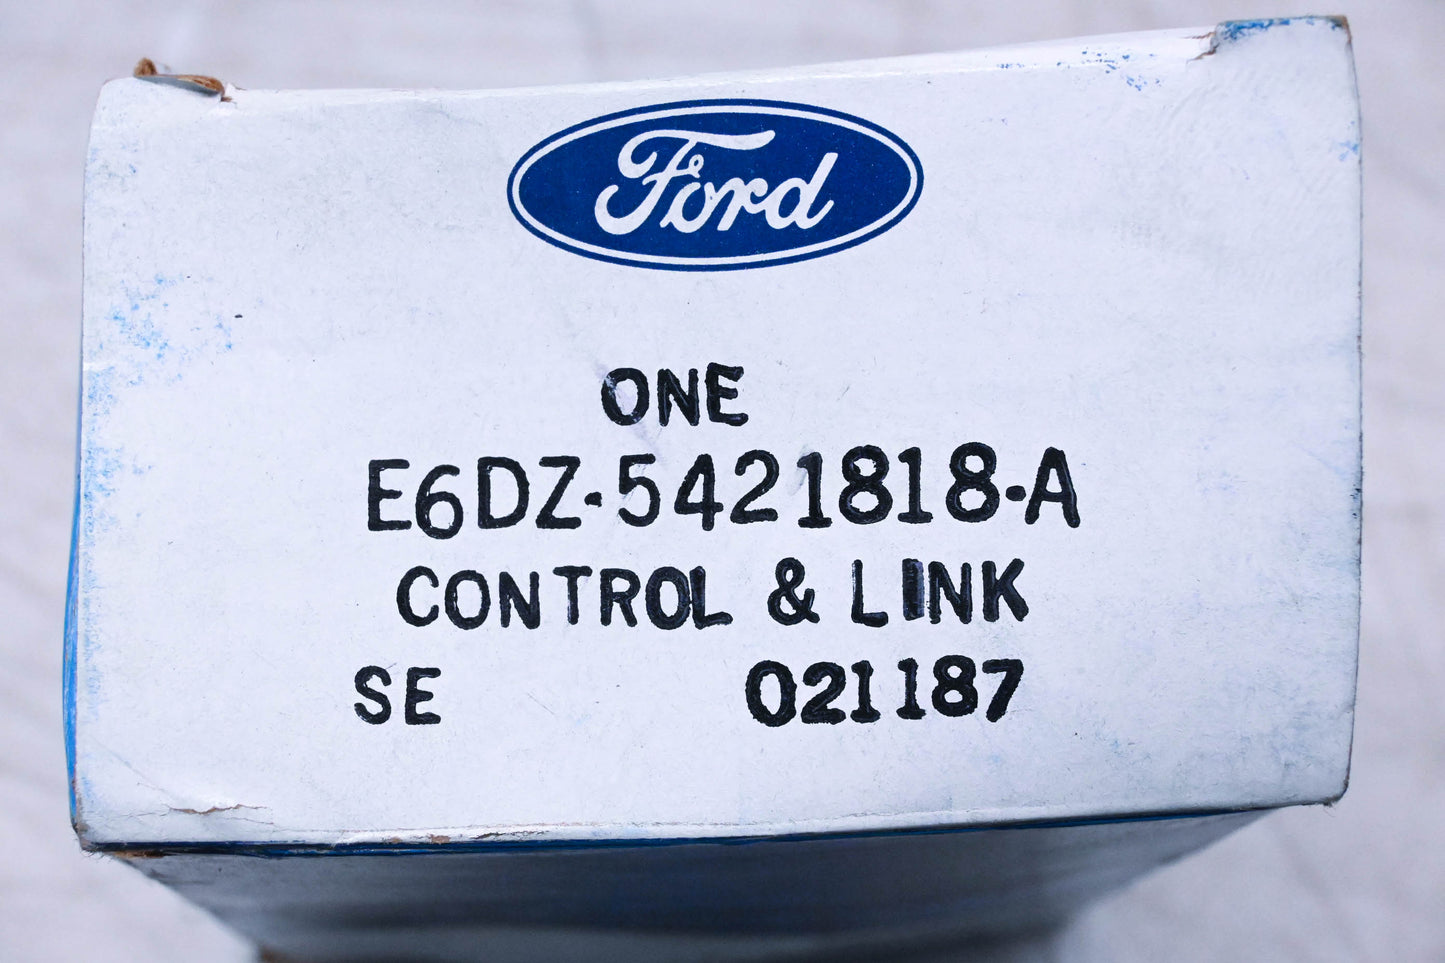 Ford
ONE
E6DZ-5421818-A
CONTROL & LINK
SE 021187